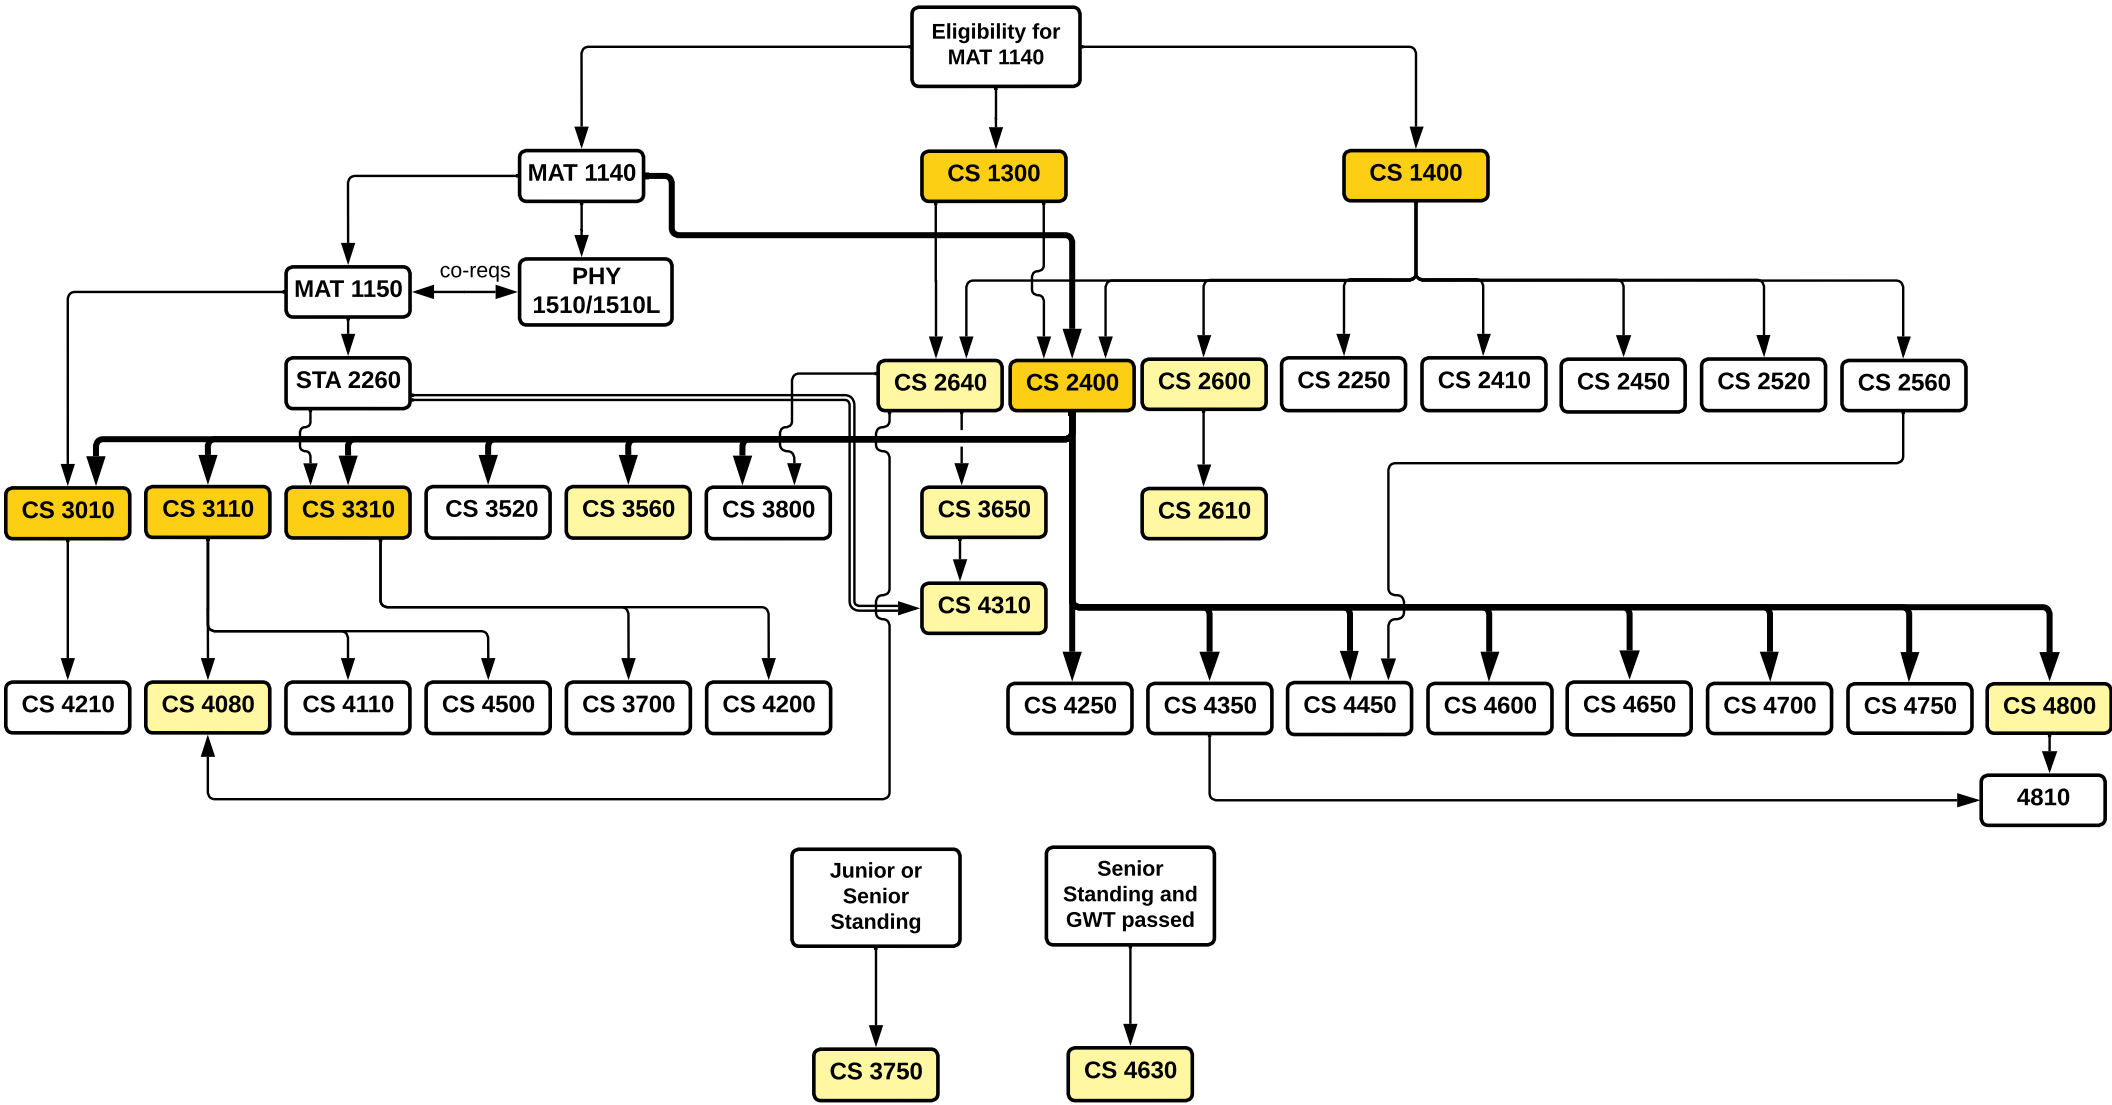 Eligibility for
MAT 1140
MAT 1140
CS 1300
CS 1400
MAT 1150
co-reqs
PHY
1510/1510L
STA 2260
CS 2640
CS 2400
CS 2600
CS 2250
CS 2410
CS 2450
CS 2520
CS 2560
CS 3010
CS 3110
CS 3310
CS 3520
CS 3560
CS 3800
CS 3650
CS 2610
CS 4310
CS 4210
CS 4080
CS 4110
CS 4500
CS 3700
CS 4200
CS 4250
CS 4350
CS 4450
CS 4600
CS 4650
CS 4700
CS 4750
CS 4800
4810
Junior or
Senior
Standing
Senior
Standing and
GWT passed
CS 3750
CS 4630